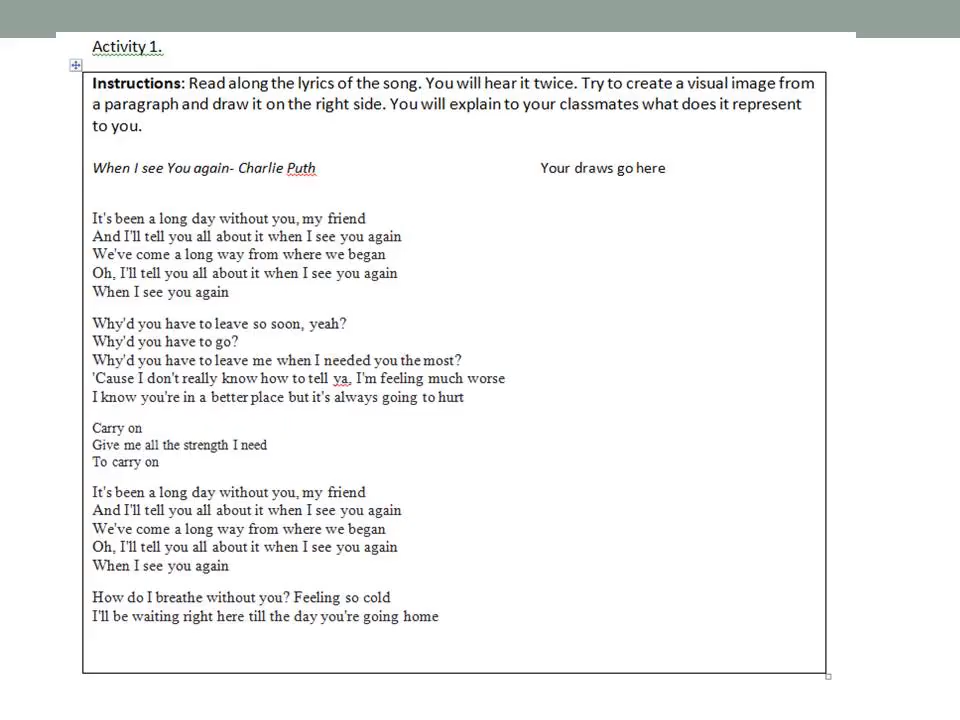 Activity 1.
Instructions: Read along the lyrics of the song. You will hear it twice. Try to create a visual image from
a paragraph and draw it on the right side. You will explain to your classmates what does it represent
to you.
When I see You again- Charlie Puth
Your draws go here
It's been a long day without you, my friend
And I'll tell you all about it when I see you again
We've come a long way from where we began
Oh, I'll tell you all about it when I see you again
When I see you again
Why'd you have to leave so soon, yeah?
Why'd you have to go?
Why'd you have to leave me when I needed you the most?
'Cause I don't really know how to tell ya, I'm feeling much worse
I know you're in a better place but it's always going to hurt
Carry on
Give me all the strength I need
To carry on
It's been a long day without you, my friend
And I'll tell you all about it when I see you again
We've come a long way from where we began
Oh, I'll tell you all about it when I see you again
When I see you again
How do I breathe without you? Feeling so cold
I'll be waiting right here till the day you're going home